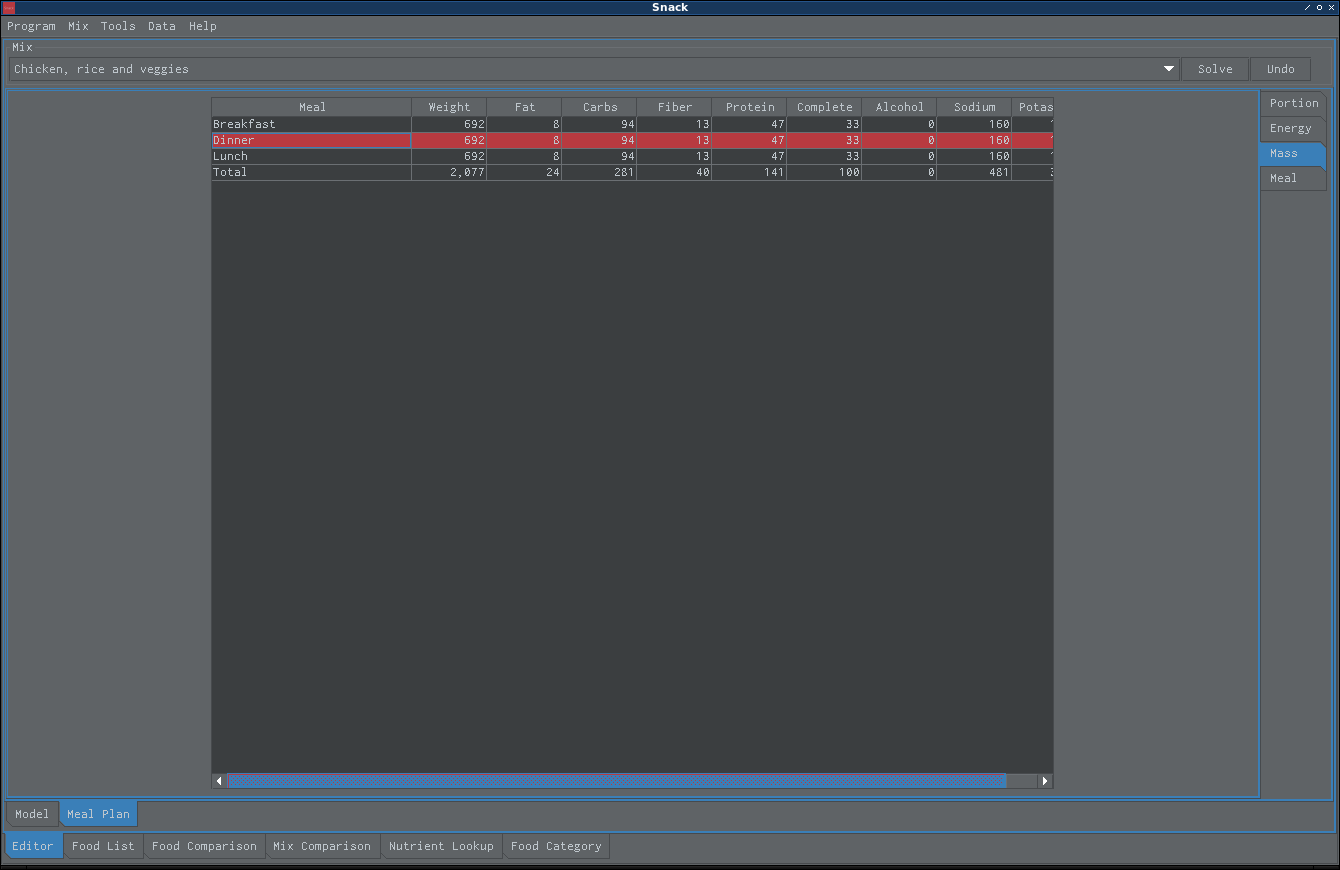 Snack
Program Mix Tools Data Help
Mix
Chicken, rice and veggies Solve Undo
Meal Weight Fat Carbs Fiber Protein Complete Alcohol Sodium Potas
Breakfast 692 8 94 13 47 33 0 160
Dinner 692 8 94 13 47 33 0 160
Lunch 692 8 94 13 47 33 0 160
Total 2,077 24 281 40 141 100 0 481
Portion
Energy
Mass
Meal
Model Meal Plan
Editor Food List Food Comparison Mix Comparison Nutrient Lookup Food Category